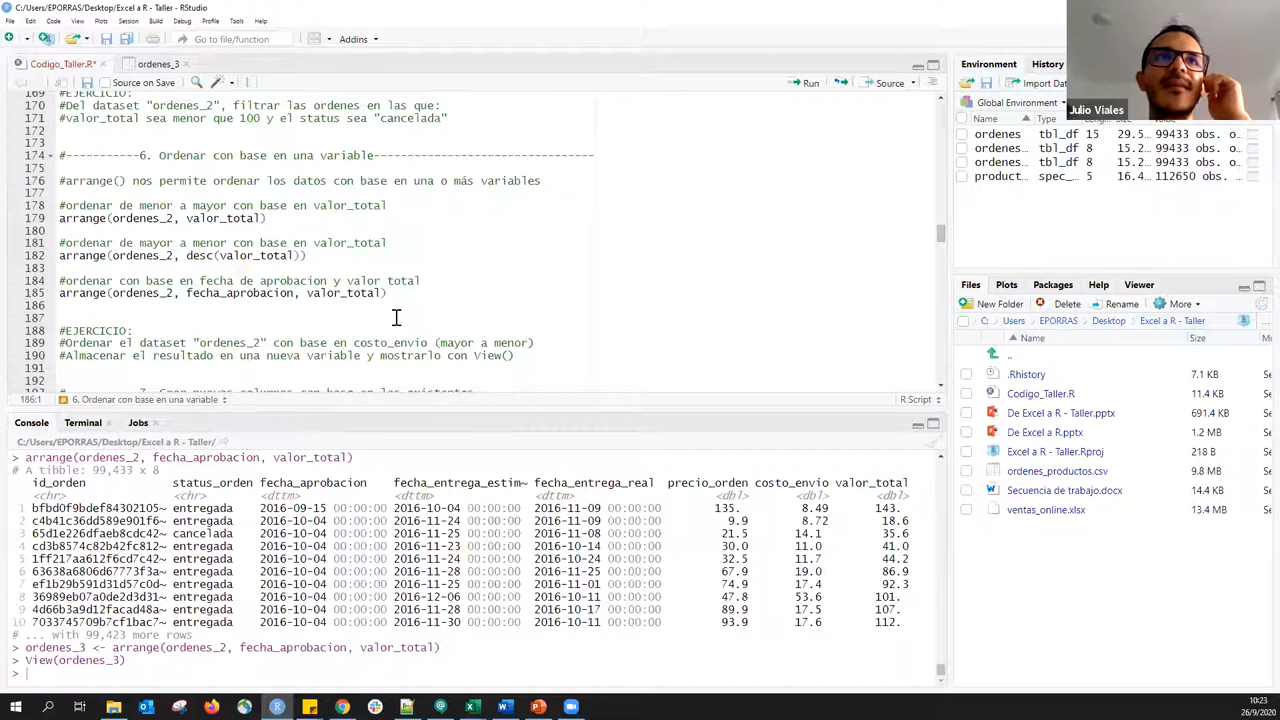 C:/Users/EPORRAS/Desktop/Excel a R - Taller - RStudio
File Edit Code View Plots Session Build Debug Profile Tools Help
Go to file/function Addins
Codigo_Taller.R* ordenes_3
Source on Save Run Source
169 #EJERCICIO:
170 #Del dataset "ordenes_2", filtrar las ordenes en las que:
171 #valor_total sea menor que 100 y el status sea "cancelada"
172
173
174 #-----------6. Ordenar con base en una variable-----------------------------------
175
176 #arrange() nos permite ordenar los datos con base en una o más variables
177
178 #ordenar de menor a mayor con base en valor_total
179 arrange(ordenes_2, valor_total)
180
181 #ordenar de mayor a menor con base en valor_total
182 arrange(ordenes_2, desc(valor_total))
183
184 #ordenar con base en fecha de aprobacion y valor total
185 arrange(ordenes_2, fecha_aprobacion, valor_total)
186
187
188 #EJERCICIO:
189 #Ordenar el dataset "ordenes_2" con base en costo_envio (mayor a menor)
190 #Almacenar el resultado en una nueva variable y mostrarlo con View()
191
192
193 7. Crear nuevas columnas con base en las existentes
186:1 6. Ordenar con base en una variable R Script
Console Terminal Jobs
C:/Users/EPORRAS/Desktop/Excel a R - Taller/
> arrange(ordenes_2, fecha_aprobacion, valor_total)
# A tibble: 99,433 x 8
id_orden status_orden fecha_aprobacion fecha_entrega_estim~ fecha_entrega_real precio_orden costo_envio valor_total
<chr> <chr> <dttm> <dttm> <dttm> <dbl> <dbl> <dbl>
1 bfbd0f9bdef84302105~ entregada 2016-09-15 00:00:00 2016-10-04 00:00:00 2016-11-09 00:00:00 135. 8.49 143.
2 c4b41c36dd589e901f6~ entregada 2016-10-04 00:00:00 2016-11-24 00:00:00 2016-11-09 00:00:00 9.9 8.72 18.6
3 65d1e226dfaeb8cdc42~ cancelada 2016-10-04 00:00:00 2016-11-25 00:00:00 2016-11-08 00:00:00 21.5 14.1 35.6
4 cd3b8574c82b42fc812~ entregada 2016-10-04 00:00:00 2016-11-23 00:00:00 2016-10-14 00:00:00 30.0 11.0 41.0
5 1ff217aa612f6cd7c42~ entregada 2016-10-04 00:00:00 2016-11-24 00:00:00 2016-11-09 00:00:00 32.5 11.7 44.2
6 63638a6806d67773f3a~ entregada 2016-10-04 00:00:00 2016-11-28 00:00:00 2016-11-25 00:00:00 67.9 19.0 86.9
7 ef1b29b591d31d57c0d~ entregada 2016-10-04 00:00:00 2016-11-25 00:00:00 2016-11-01 00:00:00 74.9 17.4 92.3
8 36989eb07a0de2d3d31~ entregada 2016-10-04 00:00:00 2016-12-06 00:00:00 2016-10-11 00:00:00 47.8 53.6 101.
9 4d66b3a9d12facad48a~ entregada 2016-10-04 00:00:00 2016-11-28 00:00:00 2016-10-17 00:00:00 89.9 17.5 107.
10 7033745709b7cf1bac7~ entregada 2016-10-04 00:00:00 2016-11-30 00:00:00 2016-10-11 00:00:00 93.9 17.6 112.
# ... with 99,423 more rows
> ordenes_3 <- arrange(ordenes_2, fecha_aprobacion, valor_total)
> View(ordenes_3)
>
Julio Viales
Environment History
Import Data
Global Environment
Name Type Value
ordenes tbl_df 15 29.5… 99433 obs. o
ordenes… tbl_df 8 15.2… 99433 obs. o
ordenes… tbl_df 8 15.2… 99433 obs. o
product… spec_… 5 16.4… 112650 obs.
Files Plots Packages Help Viewer
New Folder Delete Rename More
C: Users EPORRAS Desktop Excel a R - Taller
Name Size Mo
..
.Rhistory 7.1 KB Se
Codigo_Taller.R 11.4 KB Se
De Excel a R - Taller.pptx 691.4 KB Se
De Excel a R.pptx 1.2 MB Se
Excel a R - Taller.Rproj 218 B Se
ordenes_productos.csv 9.8 MB Se
Secuencia de trabajo.docx 14.4 KB Se
ventas_online.xlsx 13.4 MB Se
10:23
26/9/2020